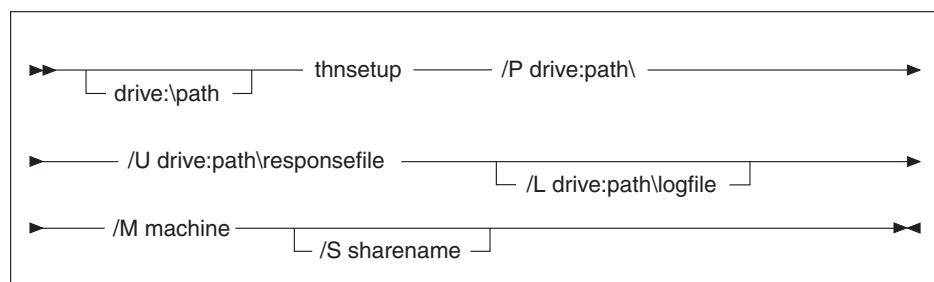 thnsetup /P drive:path\
drive:\path
/U drive:path\responsefile
/L drive:path\logfile
/M machine
/S sharename